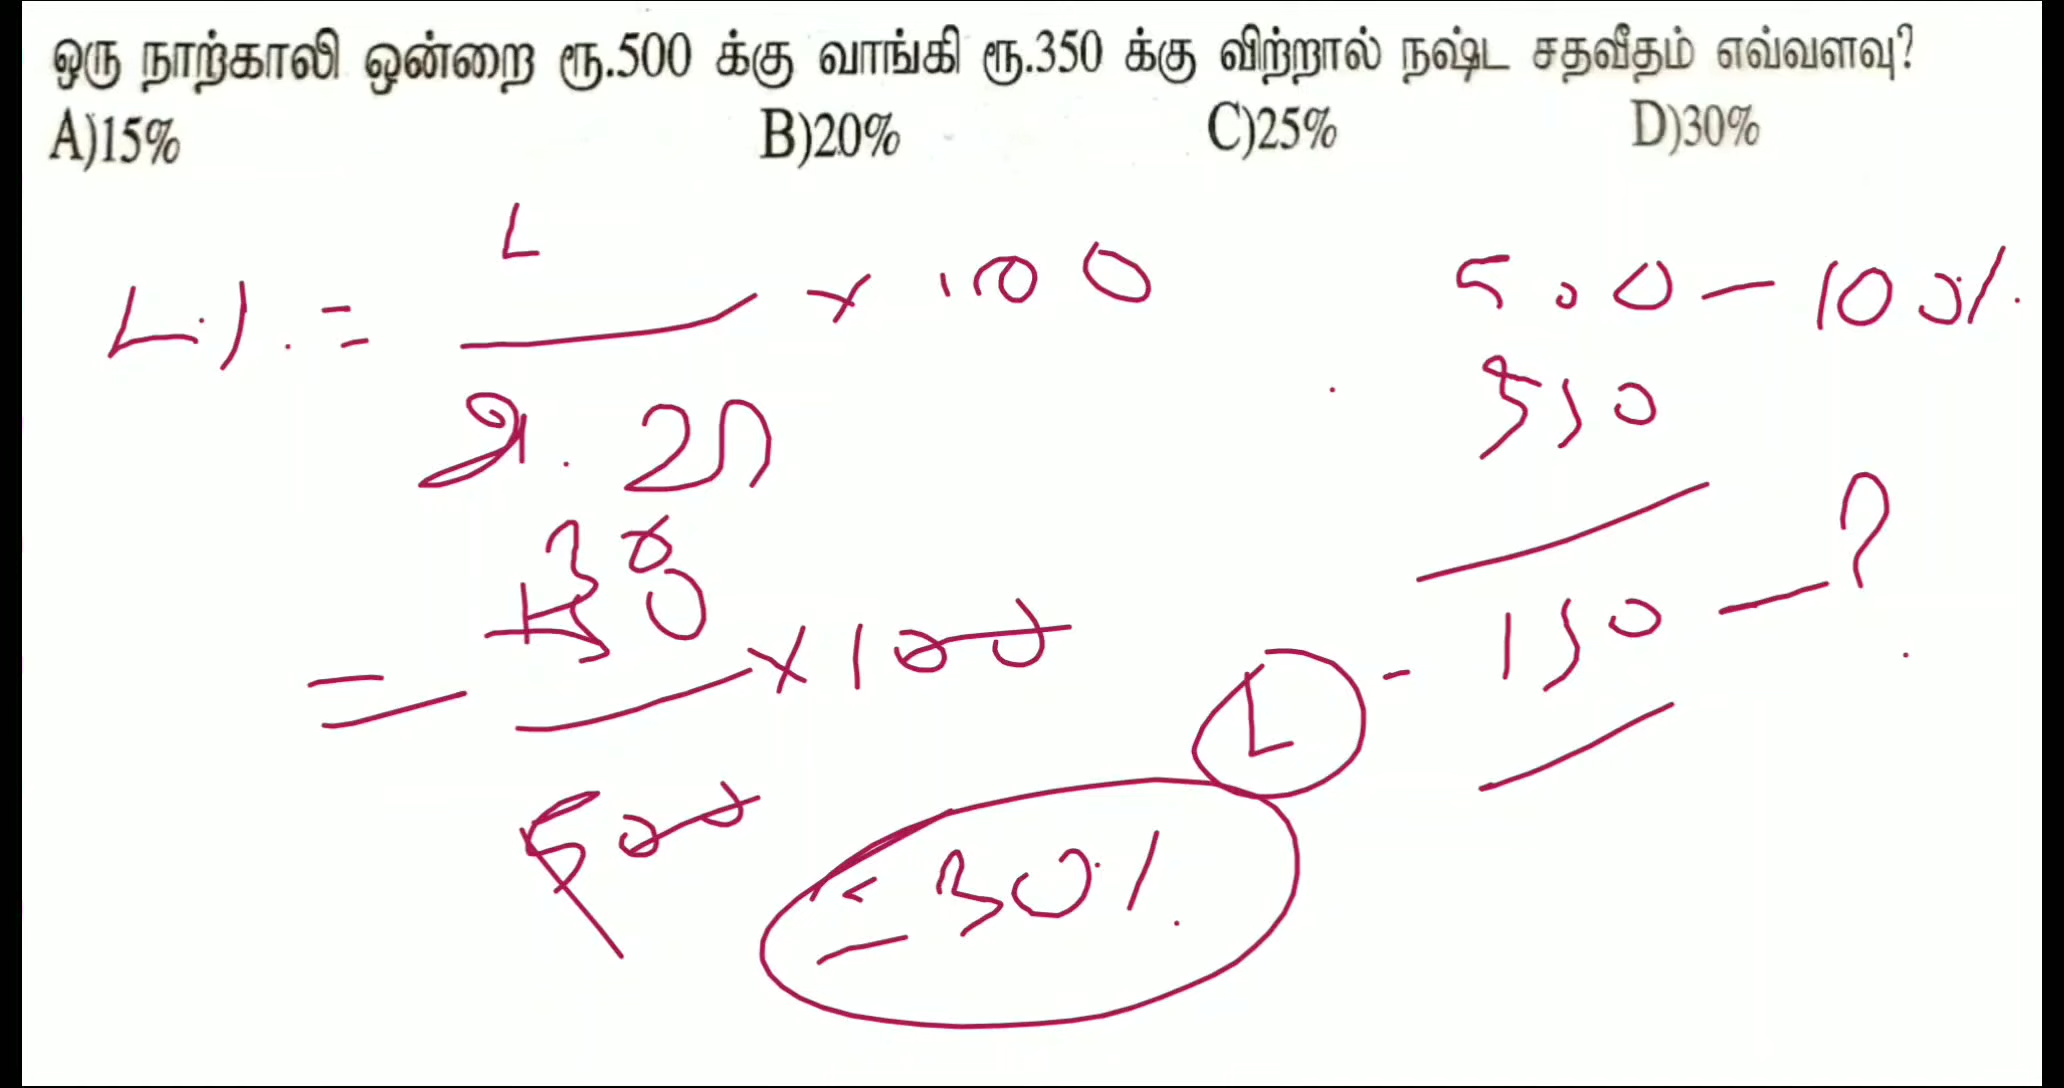 ஒரு நாற்காலி ஒன்றை ரூ.500 க்கு வாங்கி ரூ.350 க்கு விற்றால் நஷ்ட சதவீதம் எவ்வளவு?
A)15% B)20% C)25% D)30%
L% = L / அ.வி × 100
500 - 100%
350
150 - ?
L
= 150 / 500 × 100
= 30%